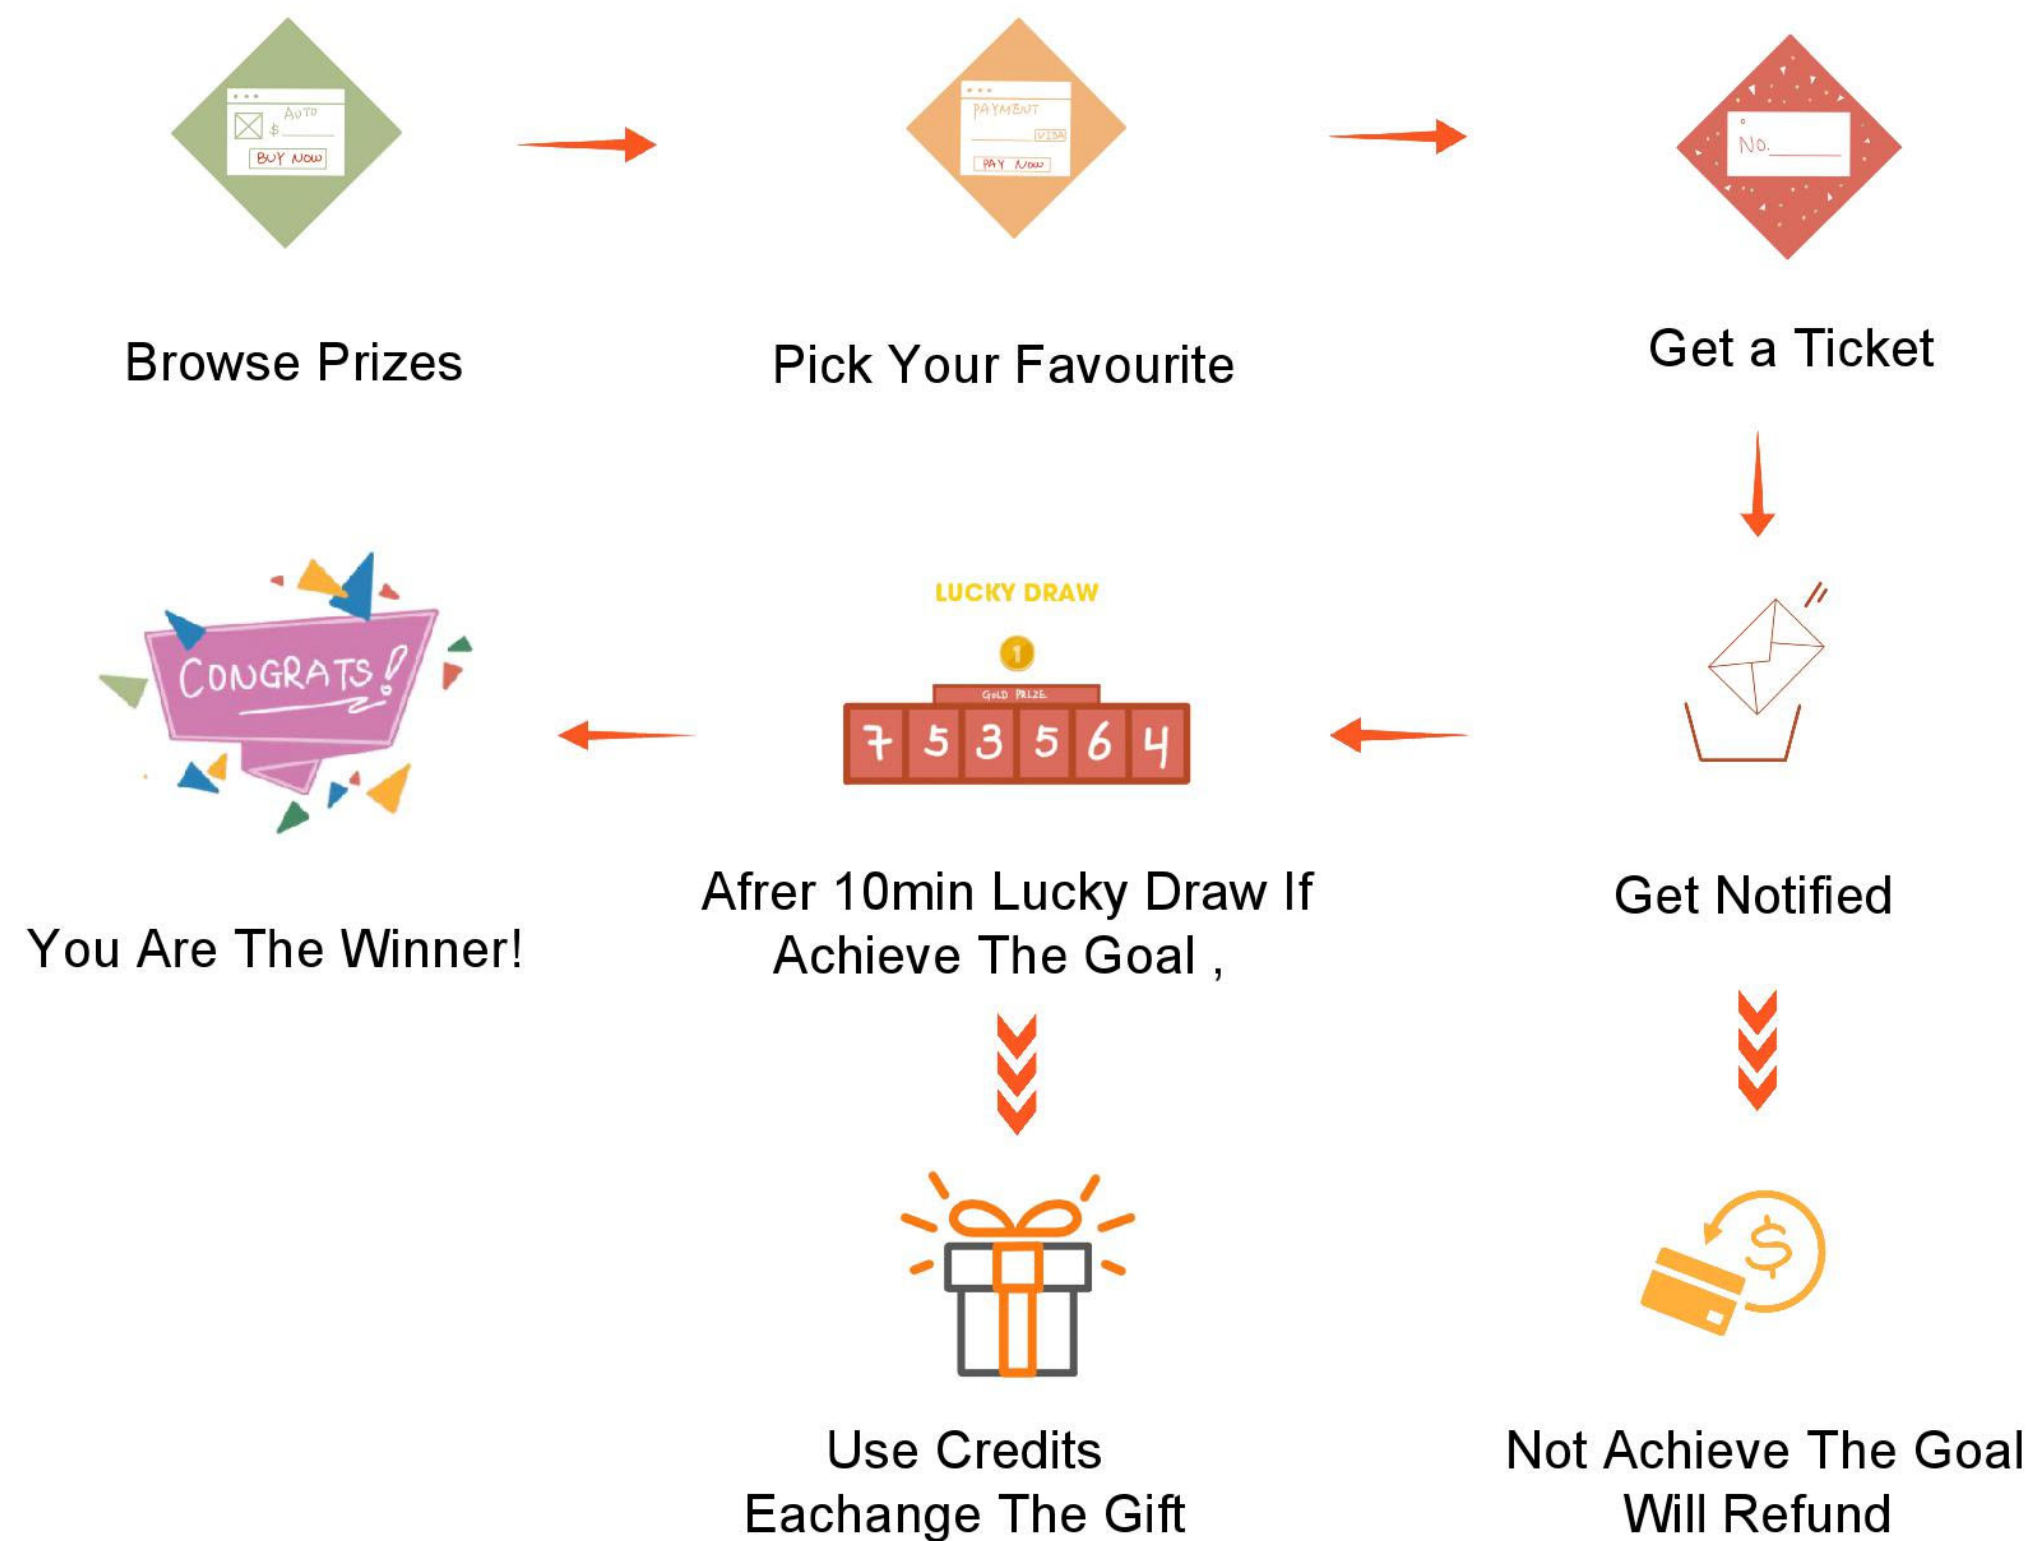 AUTO
$
BUY NOW
PAYMENT
VISA
PAY NOW
No.
Browse Prizes
Pick Your Favourite
Get a Ticket
CONGRATS!
LUCKY DRAW
1
GOLD PRIZE
7 5 3 5 6 4
You Are The Winner!
Afrer 10min Lucky Draw If
Achieve The Goal ,
Get Notified
$
Use Credits
Eachange The Gift
Not Achieve The Goal
Will Refund